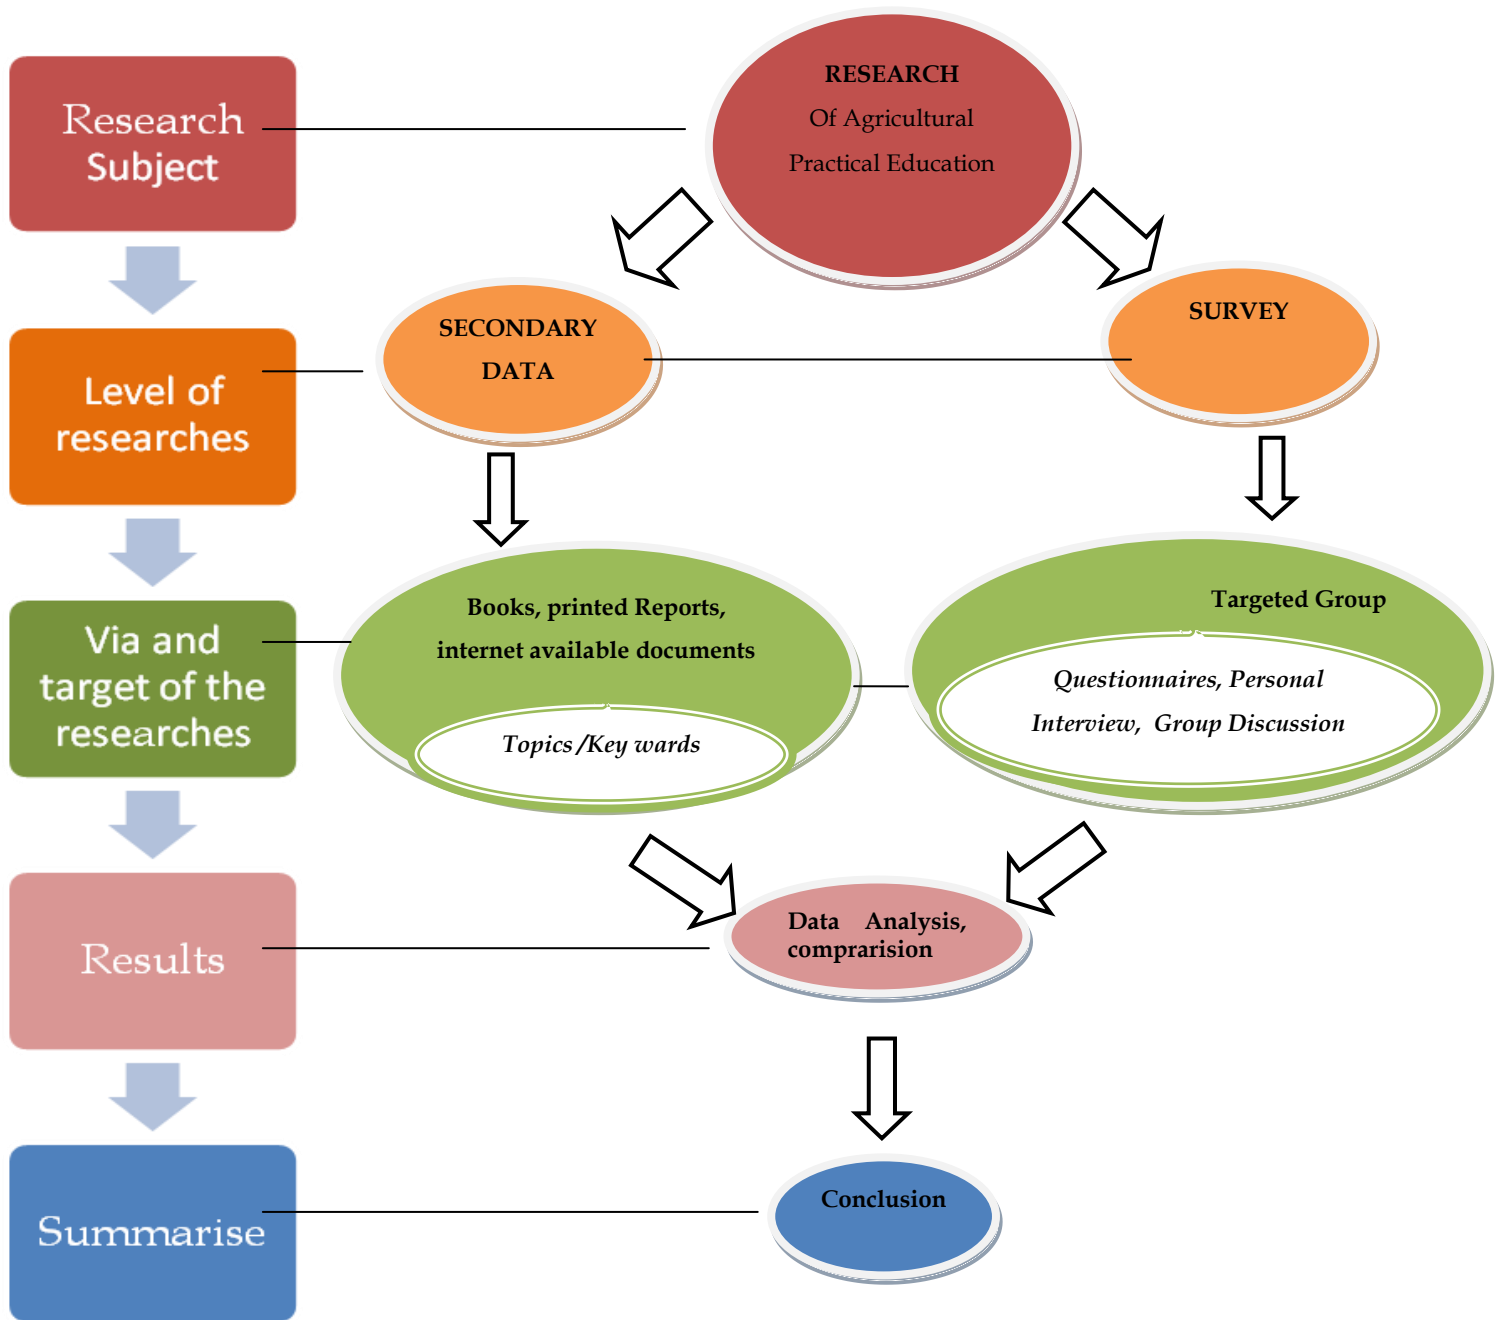 Research
Subject
RESEARCH
Of Agricultural
Practical Education
Level of
researches
SECONDARY
DATA
SURVEY
Via and
target of the
researches
Books, printed Reports,
internet available documents
Topics /Key wards
Targeted Group
Questionnaires, Personal
Interview, Group Discussion
Results
Data Analysis,
comprarision
Summarise
Conclusion